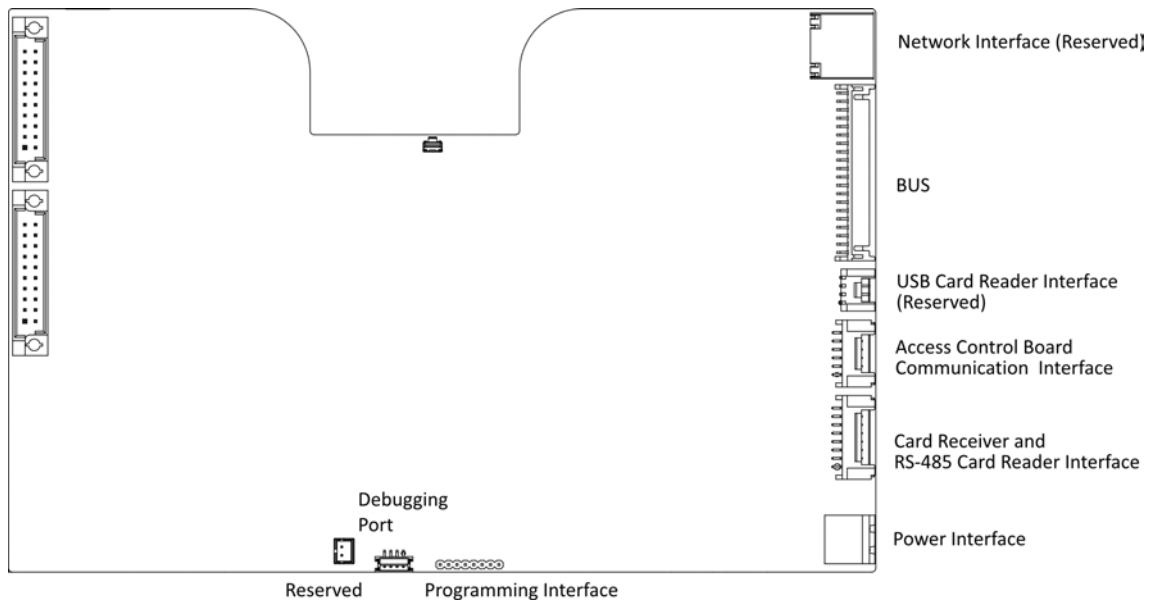 Network Interface (Reserved)
BUS
USB Card Reader Interface
(Reserved)
Access Control Board
Communication Interface
Card Receiver and
RS-485 Card Reader Interface
Debugging
Port
Power Interface
Reserved
Programming Interface